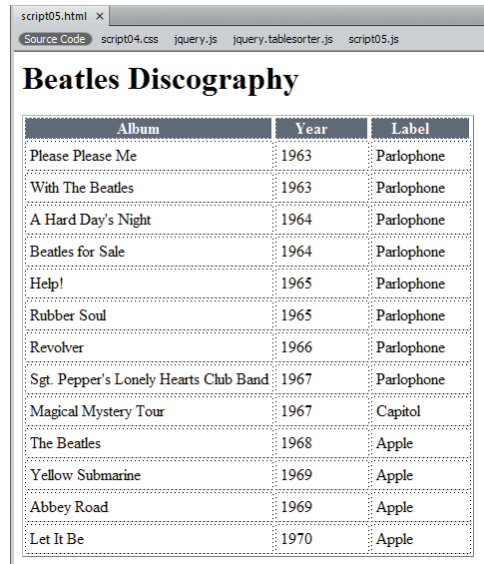 script05.html ×
Source Code script04.css jquery.js jquery.tablesorter.js script05.js
Beatles Discography
Album Year Label
Please Please Me 1963 Parlophone
With The Beatles 1963 Parlophone
A Hard Day's Night 1964 Parlophone
Beatles for Sale 1964 Parlophone
Help! 1965 Parlophone
Rubber Soul 1965 Parlophone
Revolver 1966 Parlophone
Sgt. Pepper's Lonely Hearts Club Band 1967 Parlophone
Magical Mystery Tour 1967 Capitol
The Beatles 1968 Apple
Yellow Submarine 1969 Apple
Abbey Road 1969 Apple
Let It Be 1970 Apple